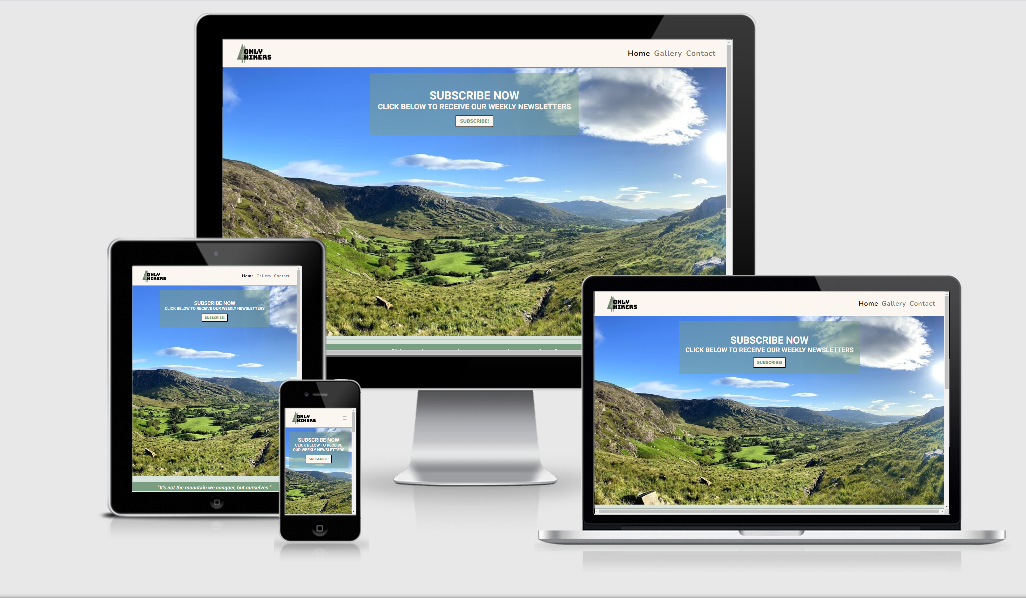 ONLY
HIKERS
Home Gallery Contact
SUBSCRIBE NOW
CLICK BELOW TO RECEIVE OUR WEEKLY NEWSLETTERS
SUBSCRIBE!
ONLY
HIKERS
Home Gallery Contact
SUBSCRIBE NOW
CLICK BELOW TO RECEIVE OUR WEEKLY NEWSLETTERS
SUBSCRIBE!
"It's not the mountain we conquer, but ourselves."
ONLY
HIKERS
SUBSCRIBE NOW
CLICK BELOW TO RECEIVE
OUR WEEKLY NEWSLETTERS
SUBSCRIBE!
ONLY
HIKERS
Home Gallery Contact
SUBSCRIBE NOW
CLICK BELOW TO RECEIVE OUR WEEKLY NEWSLETTERS
SUBSCRIBE!